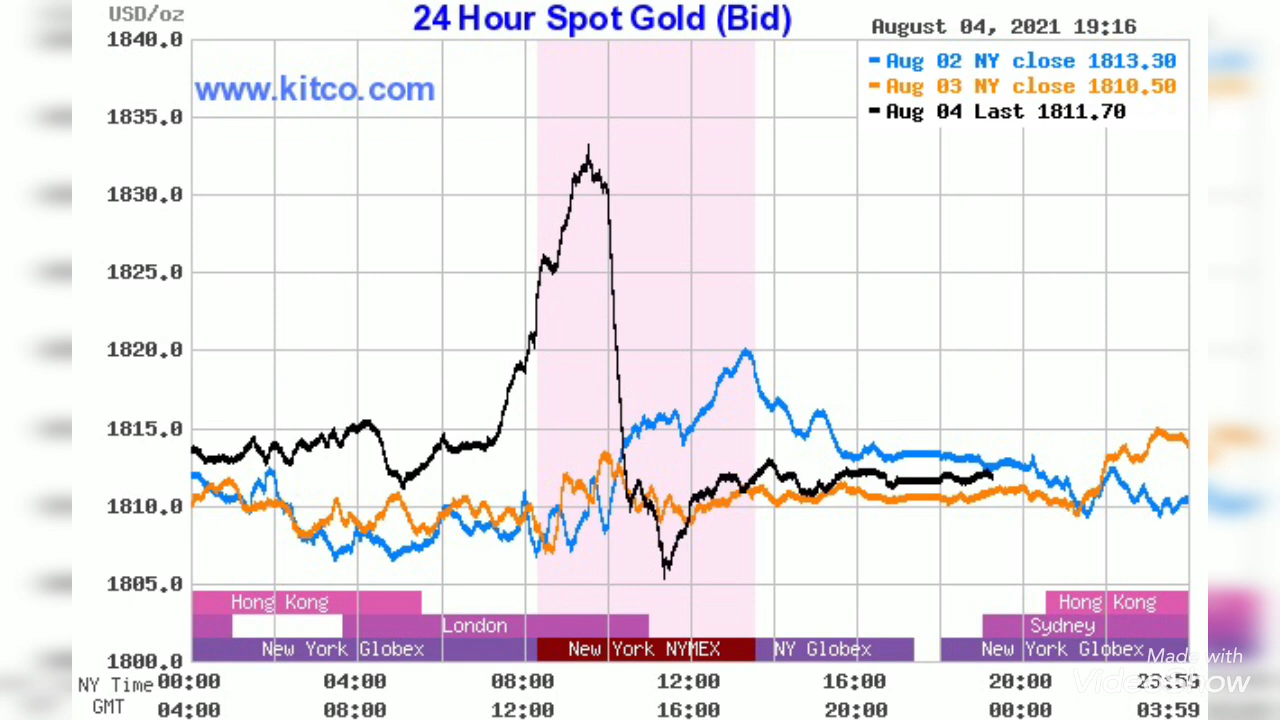 USD/oz
24 Hour Spot Gold (Bid)
August 04, 2021 19:16
www.kitco.com
Aug 02 NY close 1813.30
Aug 03 NY close 1810.50
Aug 04 Last 1811.70
1840.0
1835.0
1830.0
1825.0
1820.0
1815.0
1810.0
1805.0
1800.0
Hong Kong
Hong Kong
London
Sydney
New York Globex
New York NYMEX
NY Globex
New York Globex
NY Time 00:00 04:00 08:00 12:00 16:00 20:00 23:59
GMT 04:00 08:00 12:00 16:00 20:00 00:00 03:59
Made with
VideoShow